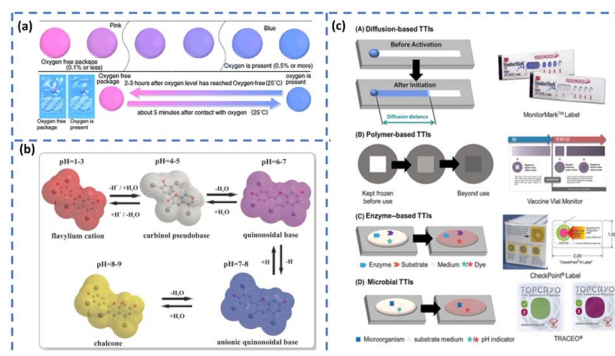 (a)
Pink
Blue
Oxygen free package
(0.1% or less)
Oxygen is present (0.5% or more)
Oxygen free
package
2-3 hours after oxygen level has reached Oxygen-free(25°C)
oxygen is
present
about 5 minutes after contact with oxygen (25°C)
Oxygen free
package
Oxygen is
present
(b)
pH=1-3
pH=4-5
pH=6-7
-H⁺ / +H₂O
+H⁺ / -H₂O
-H₂O
+H₂O
flavylium cation
carbinol pseudobase
quinonoidal base
+H
-H
pH=8-9
pH=7-8
-H₂O
+H₂O
chalcone
anionic quinonoidal base
(c)
(A) Diffusion-based TTIs
Before Activation
After Initiation
Diffusion distance
MonitorMark™ Label
(B) Polymer-based TTIs
Kept frozen
before use
Beyond use
Vaccine Vial Monitor
(C) Enzyme--based TTIs
Enzyme
Substrate
Medium
Dye
2.00
CheckPoint® Label
(D) Microbial TTIs
Microorganism
substrate medium
pH indicator
TOPCRYO
TOPCRYO
TRACEO®